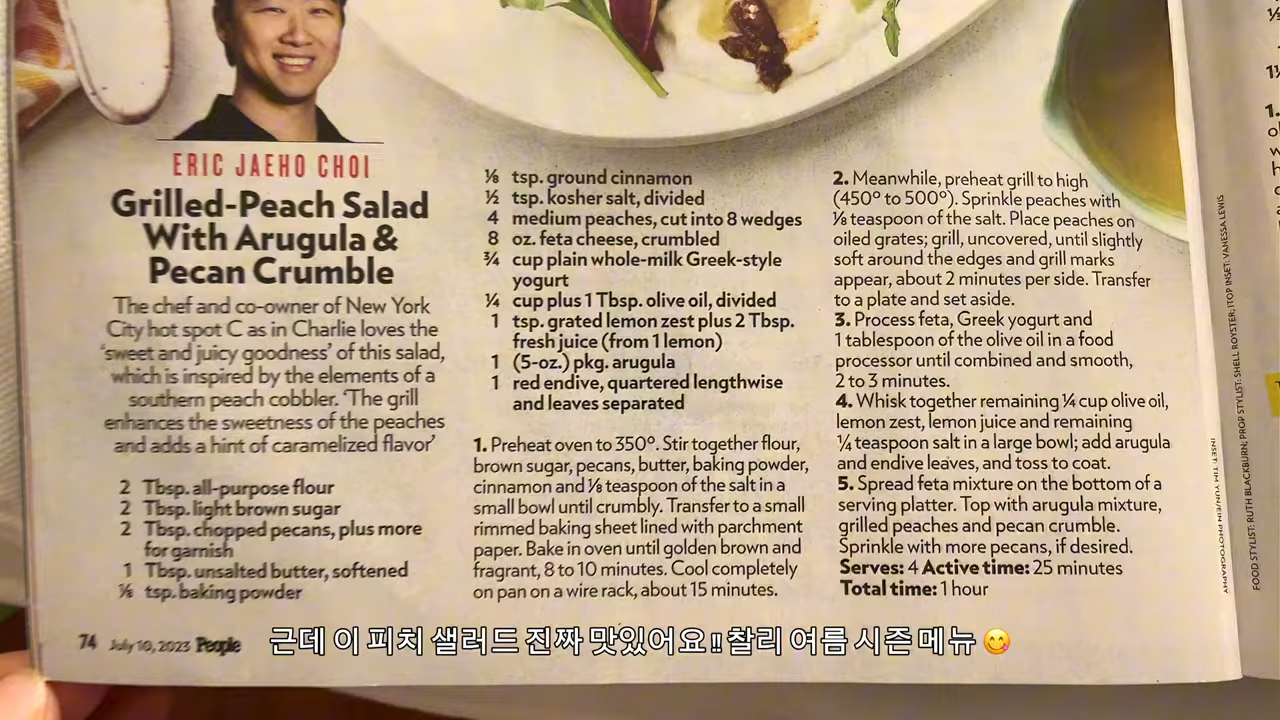 ERIC JAEHO CHOI
Grilled-Peach Salad
With Arugula &
Pecan Crumble
The chef and co-owner of New York
City hot spot C as in Charlie loves the
‘sweet and juicy goodness’ of this salad,
which is inspired by the elements of a
southern peach cobbler. ‘The grill
enhances the sweetness of the peaches
and adds a hint of caramelized flavor’
2 Tbsp. all-purpose flour
2 Tbsp. light brown sugar
2 Tbsp. chopped pecans, plus more
for garnish
1 Tbsp. unsalted butter, softened
⅛ tsp. baking powder
⅛ tsp. ground cinnamon
½ tsp. kosher salt, divided
4 medium peaches, cut into 8 wedges
8 oz. feta cheese, crumbled
¾ cup plain whole-milk Greek-style
yogurt
¼ cup plus 1 Tbsp. olive oil, divided
1 tsp. grated lemon zest plus 2 Tbsp.
fresh juice (from 1 lemon)
1 (5-oz.) pkg. arugula
1 red endive, quartered lengthwise
and leaves separated
1. Preheat oven to 350°. Stir together flour,
brown sugar, pecans, butter, baking powder,
cinnamon and ⅛ teaspoon of the salt in a
small bowl until crumbly. Transfer to a small
rimmed baking sheet lined with parchment
paper. Bake in oven until golden brown and
fragrant, 8 to 10 minutes. Cool completely
on pan on a wire rack, about 15 minutes.
2. Meanwhile, preheat grill to high
(450° to 500°). Sprinkle peaches with
⅛ teaspoon of the salt. Place peaches on
oiled grates; grill, uncovered, until slightly
soft around the edges and grill marks
appear, about 2 minutes per side. Transfer
to a plate and set aside.
3. Process feta, Greek yogurt and
1 tablespoon of the olive oil in a food
processor until combined and smooth,
2 to 3 minutes.
4. Whisk together remaining ¼ cup olive oil,
lemon zest, lemon juice and remaining
¼ teaspoon salt in a large bowl; add arugula
and endive leaves, and toss to coat.
5. Spread feta mixture on the bottom of a
serving platter. Top with arugula mixture,
grilled peaches and pecan crumble.
Sprinkle with more pecans, if desired.
Serves: 4 Active time: 25 minutes
Total time: 1 hour
INSET: TIM YUN/EIN PHOTOGRAPHY
FOOD STYLIST: RUTH BLACKBURN; PROP STYLIST: SHELL ROYSTER; (TOP INSET: VANESSA LEWIS
74 July 10, 2023 People
근데 이 피치 샐러드 진짜 맛있어요!! 찰리 여름 시즌 메뉴 😋